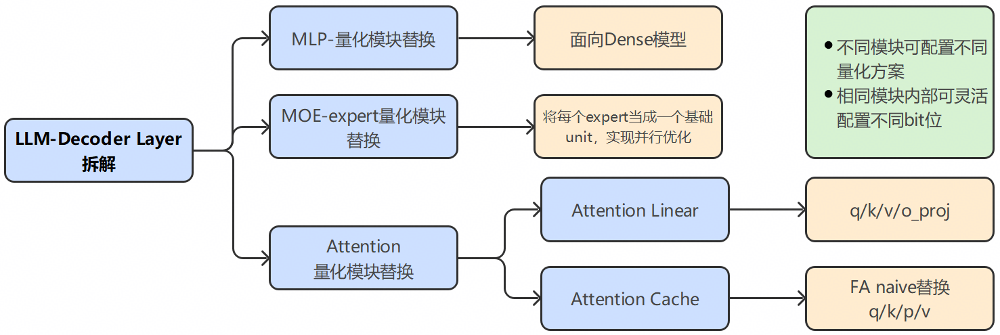 LLM-Decoder Layer
拆解
MLP-量化模块替换
面向Dense模型
MOE-expert量化模块
替换
将每个expert当成一个基础
unit，实现并行优化
Attention
量化模块替换
Attention Linear
q/k/v/o_proj
Attention Cache
FA naive替换
q/k/p/v
不同模块可配置不同
量化方案
相同模块内部可灵活
配置不同bit位